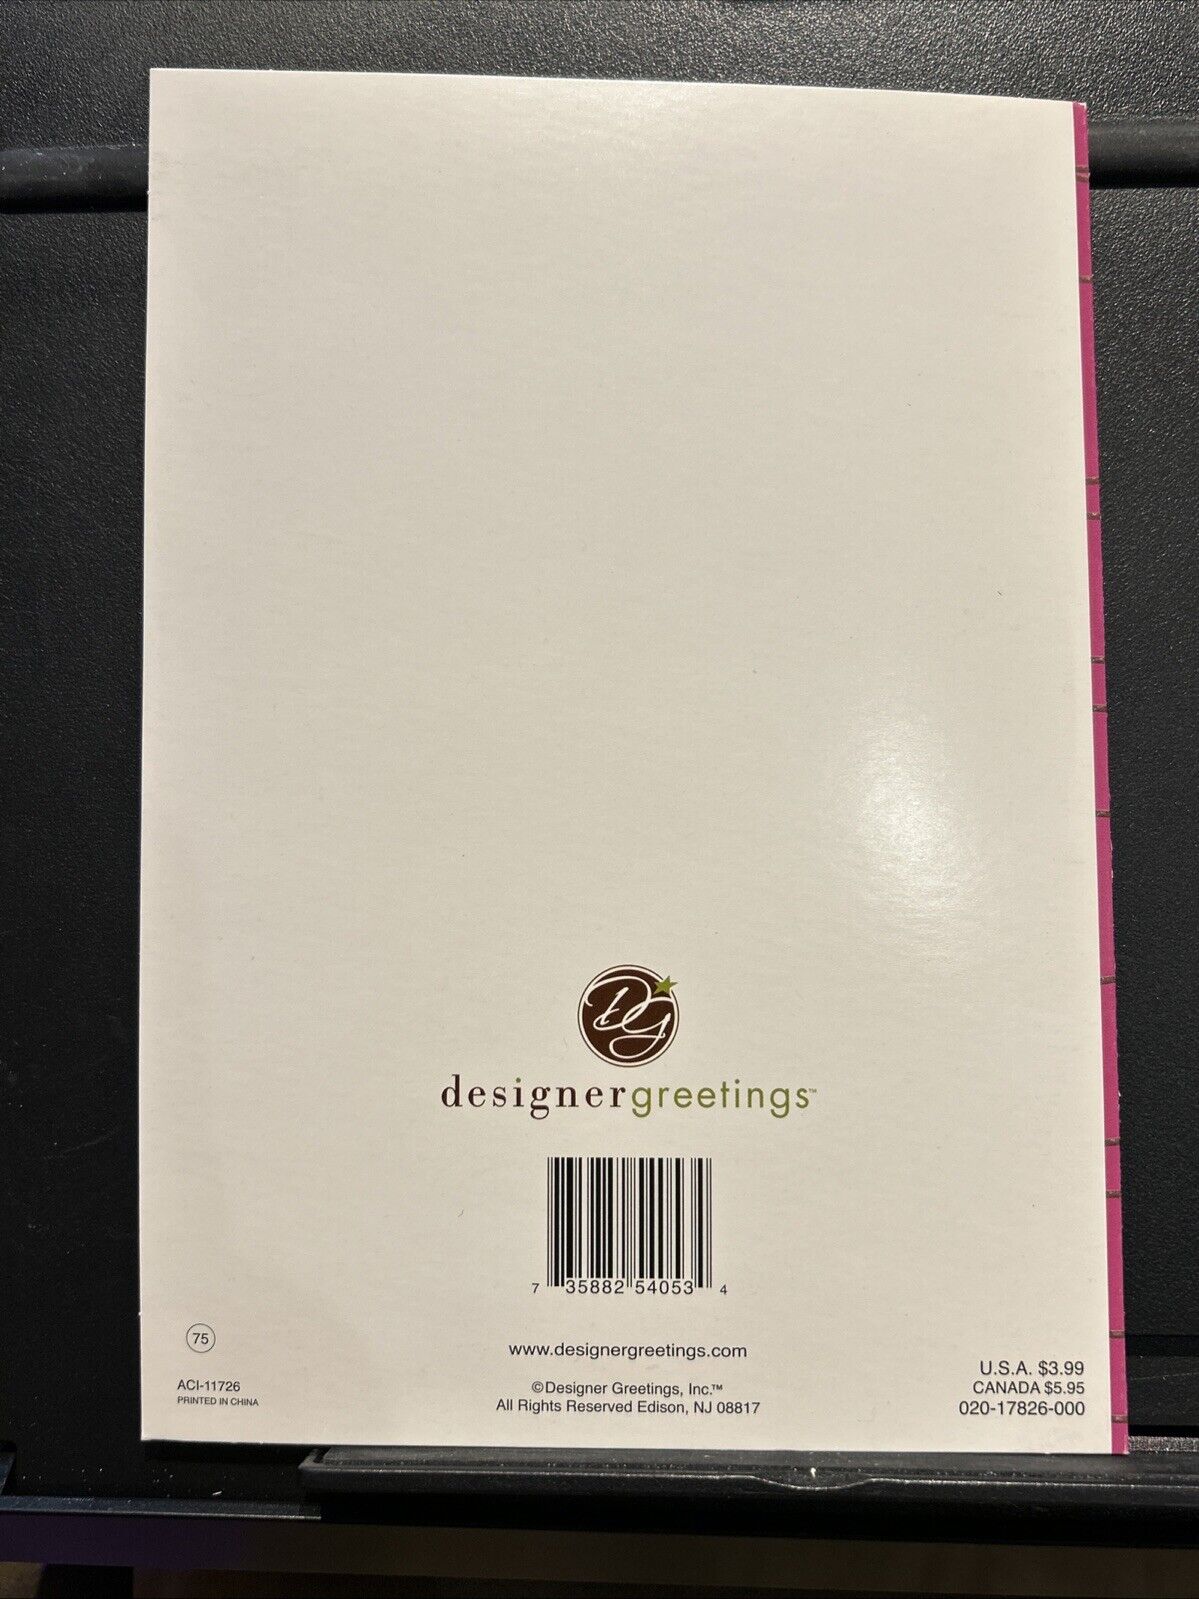 DG
designergreetings™
7 35882 54053 4
75
www.designergreetings.com
ACI-11726
PRINTED IN CHINA
©Designer Greetings, Inc.™
All Rights Reserved Edison, NJ 08817
U.S.A. $3.99
CANADA $5.95
020-17826-000